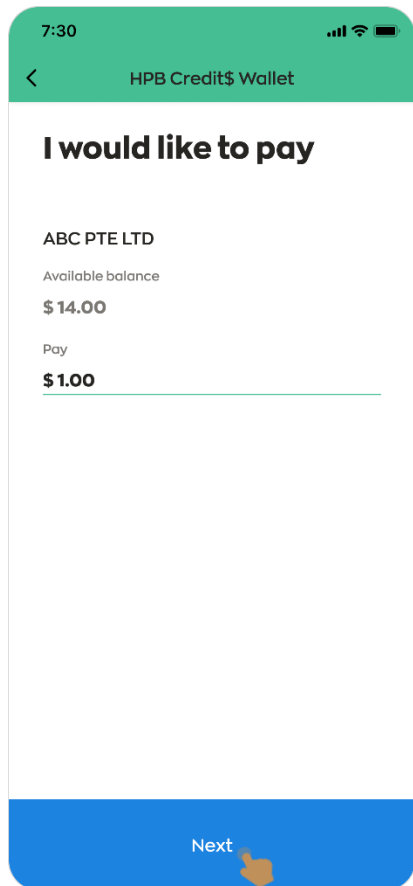 7:30
HPB Credit$ Wallet
I would like to pay
ABC PTE LTD
Available balance
$ 14.00
Pay
$ 1.00
Next